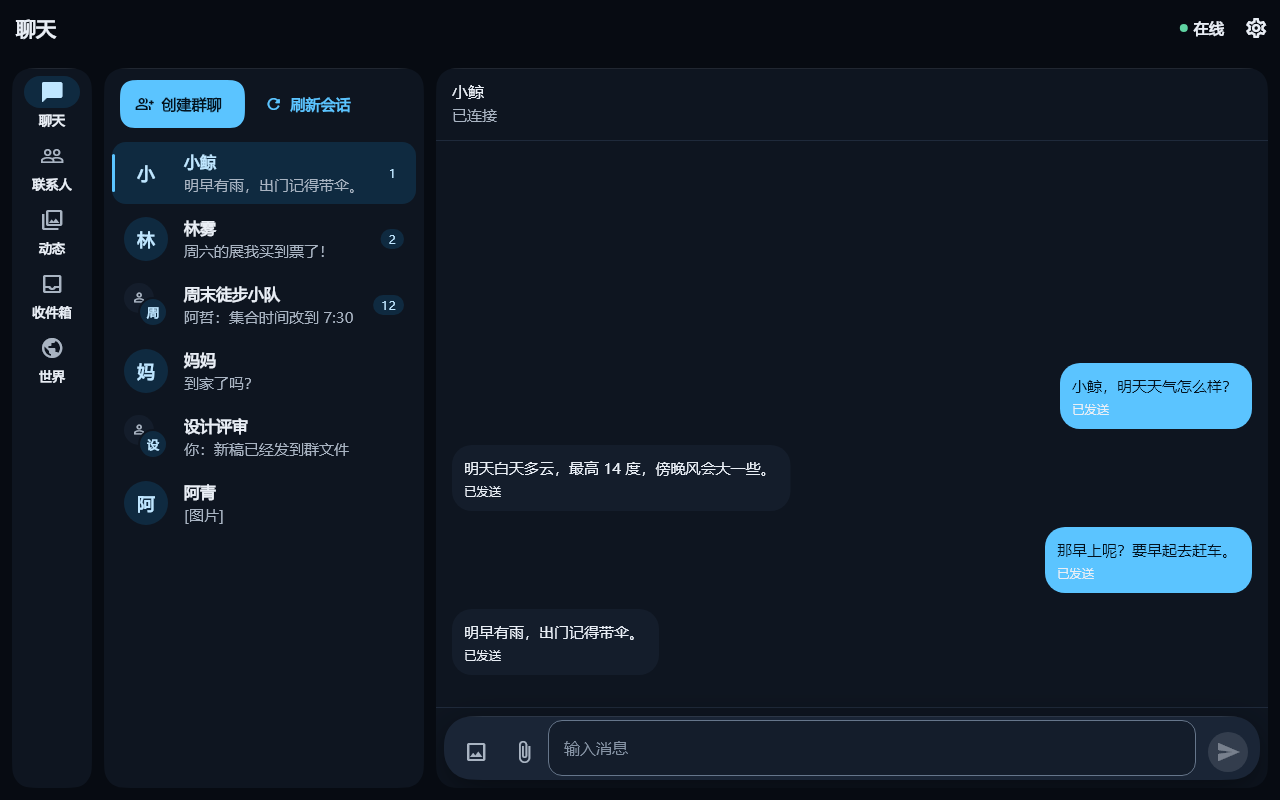 聊天
在线
聊天
联系人
动态
收件箱
世界
创建群聊
刷新会话
小
小鲸
明早有雨，出门记得带伞。
1
林
林雾
周六的展我买到票了！
2
周
周末徒步小队
阿哲：集合时间改到 7:30
12
妈
妈妈
到家了吗？
设
设计评审
你：新稿已经发到群文件
阿
阿青
[图片]
小鲸
已连接
小鲸，明天天气怎么样？
已发送
明天白天多云，最高 14 度，傍晚风会大一些。
已发送
那早上呢？要早起去赶车。
已发送
明早有雨，出门记得带伞。
已发送
输入消息